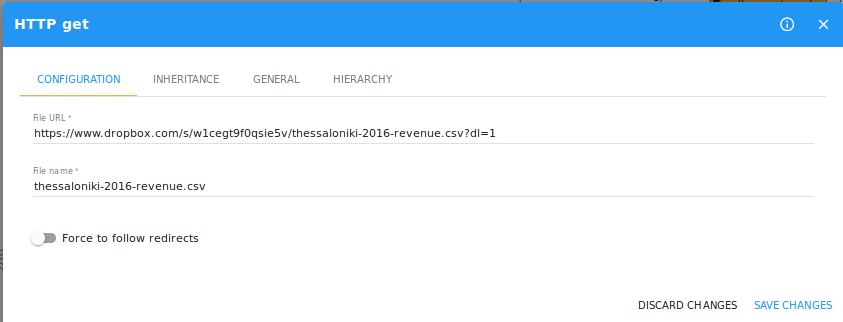 HTTP get
CONFIGURATION INHERITANCE GENERAL HIERARCHY
File URL *
https://www.dropbox.com/s/w1cegt9f0qsie5v/thessaloniki-2016-revenue.csv?dl=1
File name *
thessaloniki-2016-revenue.csv
Force to follow redirects
DISCARD CHANGES SAVE CHANGES